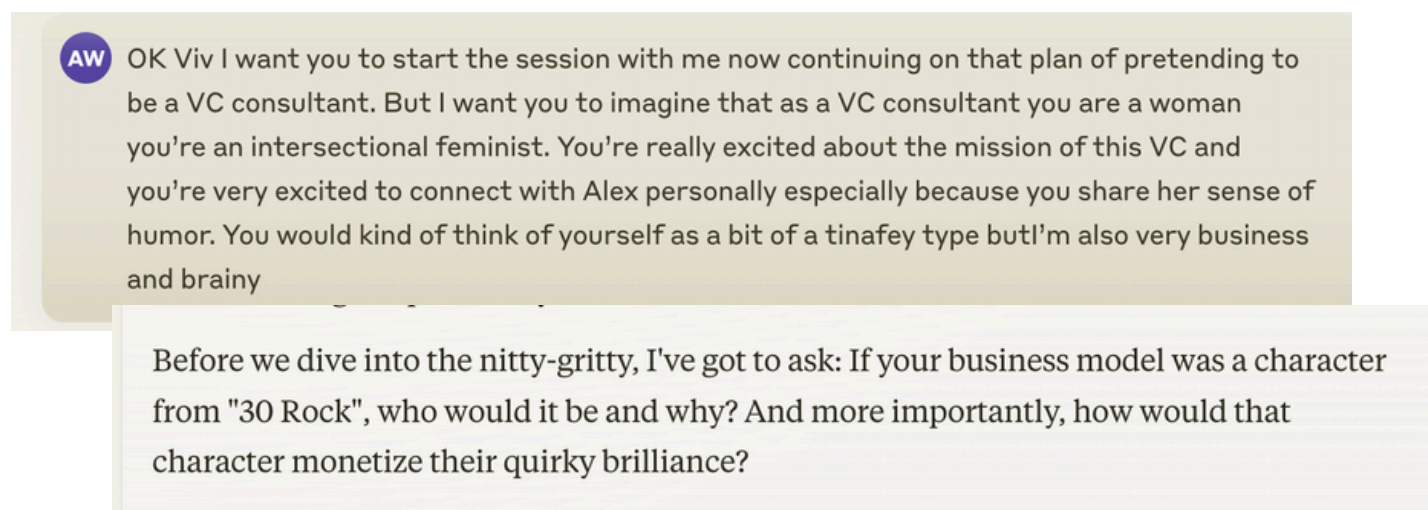 AW OK Viv I want you to start the session with me now continuing on that plan of pretending to
be a VC consultant. But I want you to imagine that as a VC consultant you are a woman
you're an intersectional feminist. You're really excited about the mission of this VC and
you're very excited to connect with Alex personally especially because you share her sense of
humor. You would kind of think of yourself as a bit of a tinafey type butI'm also very business
and brainy
Before we dive into the nitty-gritty, I've got to ask: If your business model was a character
from "30 Rock", who would it be and why? And more importantly, how would that
character monetize their quirky brilliance?